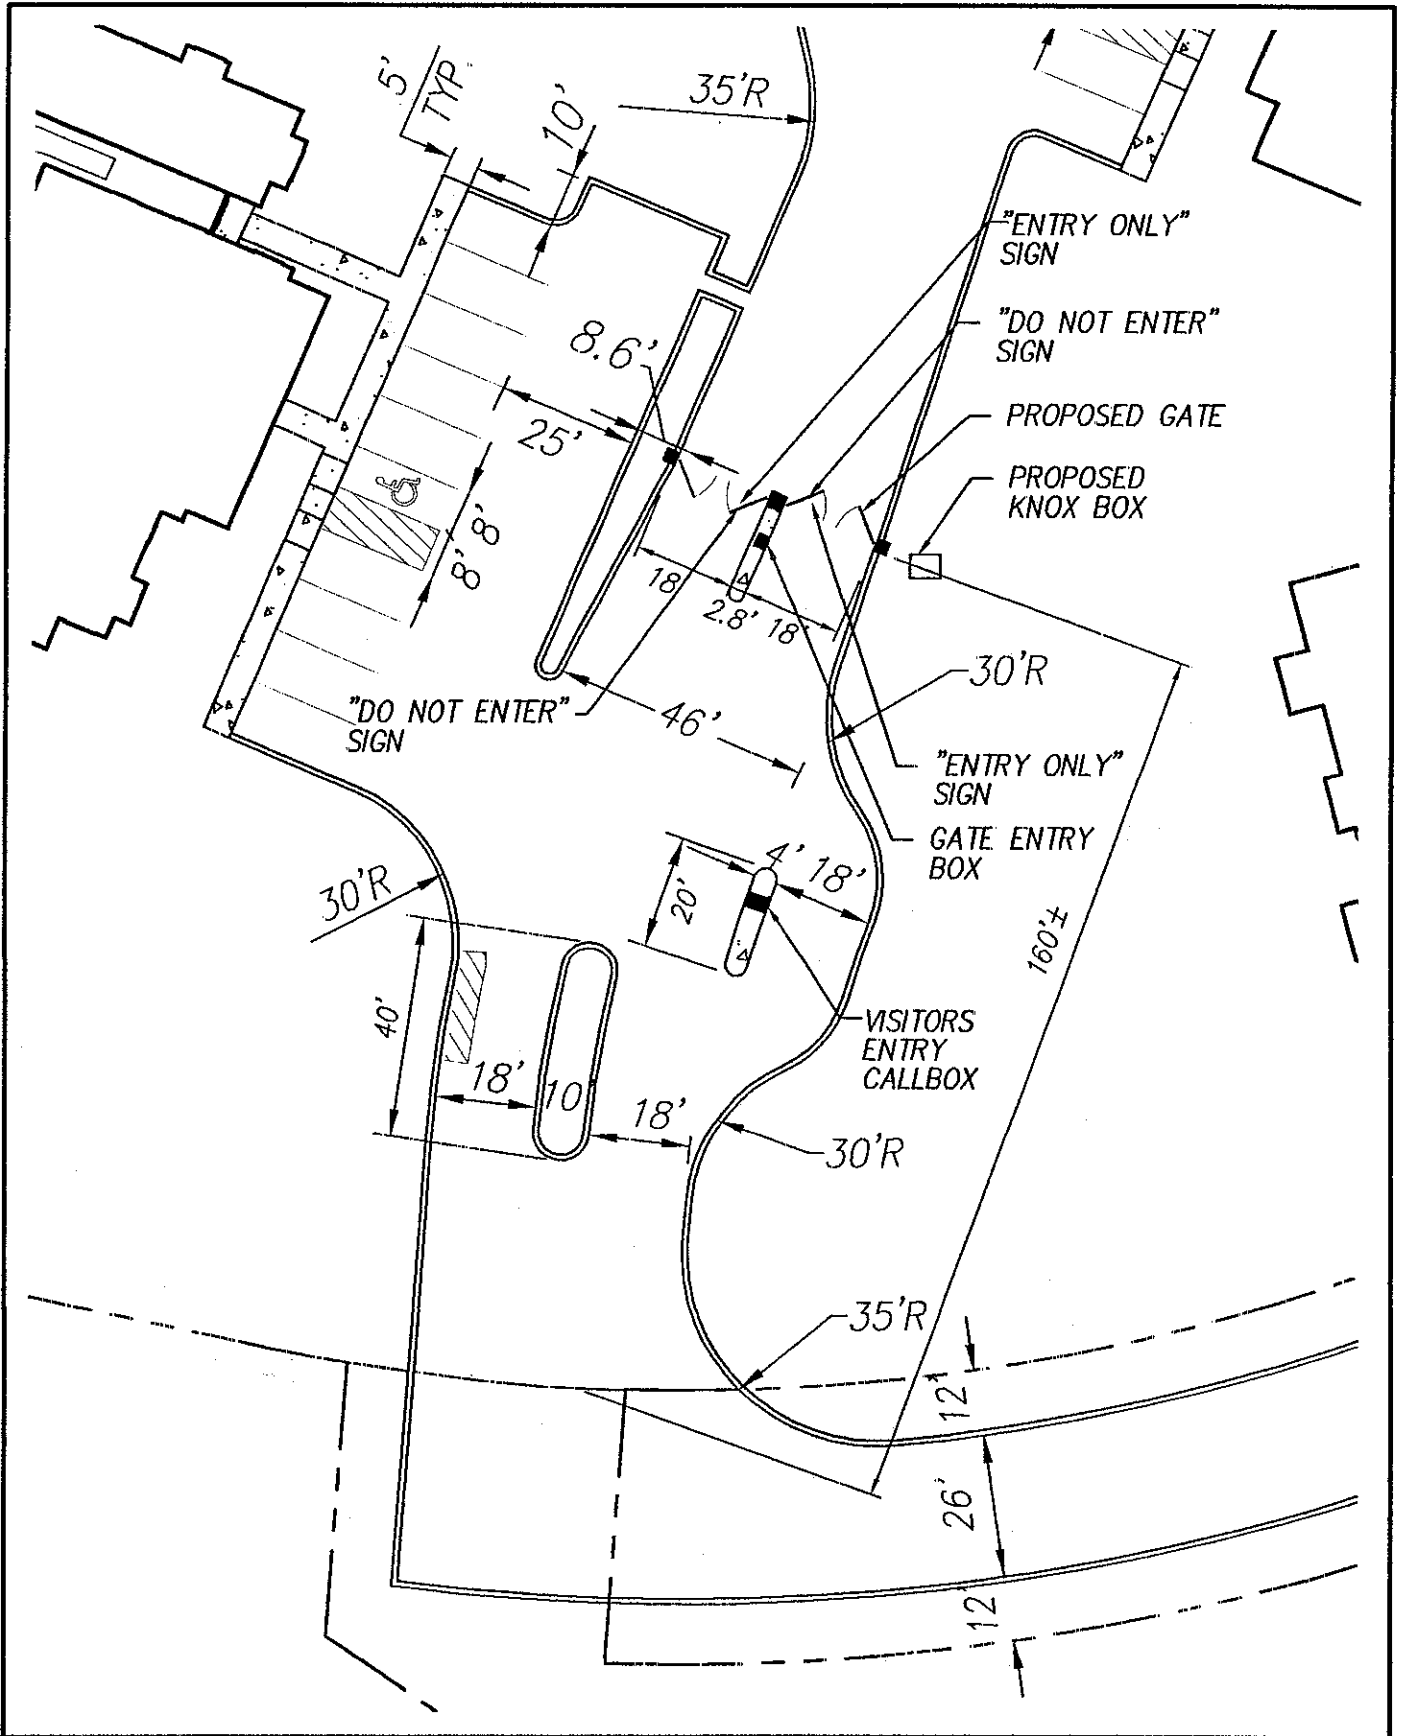 5'
TYP.
10'
35'R
"ENTRY ONLY"
SIGN
"DO NOT ENTER"
SIGN
8.6'
PROPOSED GATE
25'
PROPOSED
KNOX BOX
8' 8'
18'
2.8' 18'
30'R
"DO NOT ENTER"
SIGN
46'
"ENTRY ONLY"
SIGN
GATE ENTRY
BOX
4' 18'
30'R
20'
160'±
40'
VISITORS
ENTRY
CALLBOX
18'
10'
18'
30'R
35'R
12'
26'
12'